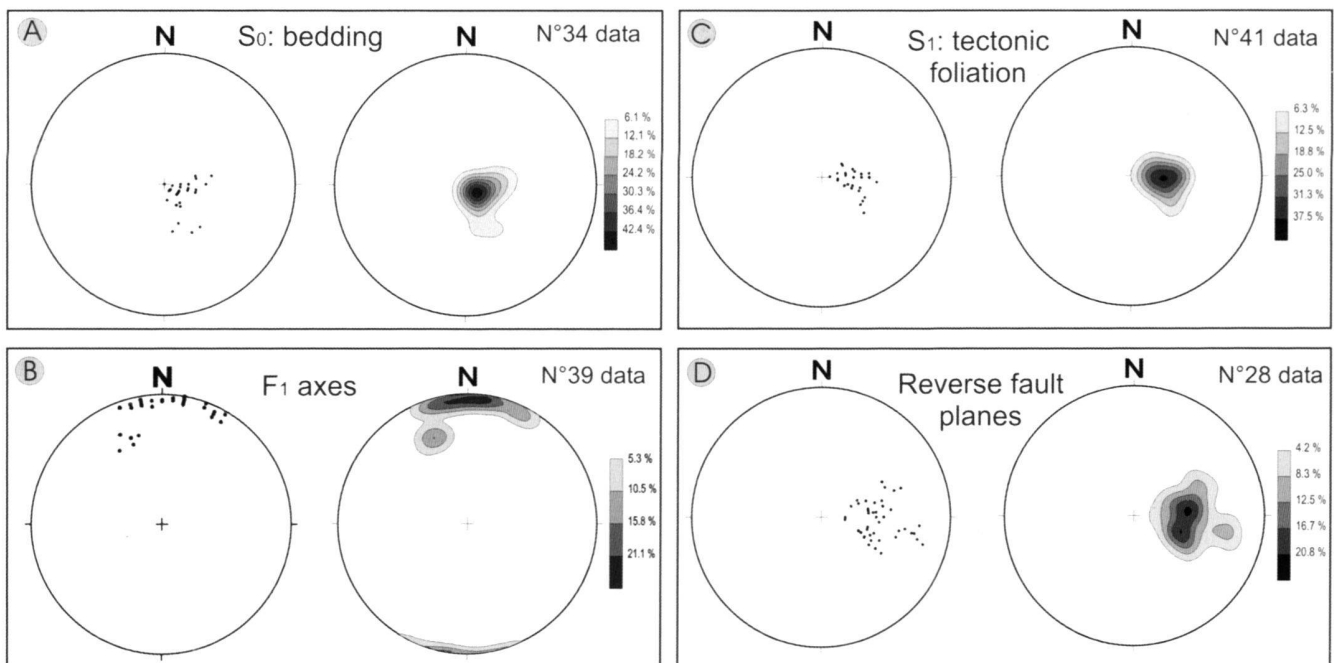 A
N
S0: bedding
N
N°34 data
6.1 %
12.1 %
18.2 %
24.2 %
30.3 %
36.4 %
42.4 %
C
N
S1: tectonic
foliation
N
N°41 data
6.3 %
12.5 %
18.8 %
25.0 %
31.3 %
37.5 %
B
N
F1 axes
N
N°39 data
5.3 %
10.5 %
15.8 %
21.1 %
D
N
Reverse fault
planes
N
N°28 data
4.2 %
8.3 %
12.5 %
16.7 %
20.8 %